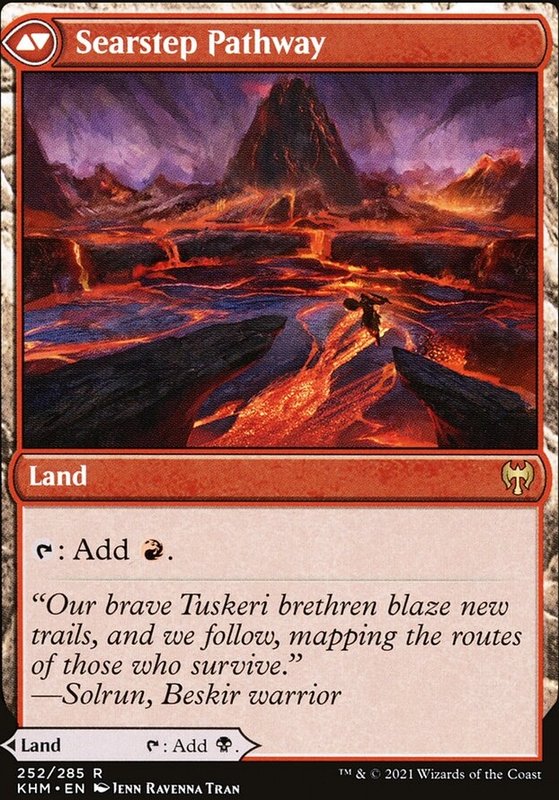 Searstep Pathway
Land
: Add .
“Our brave Tuskeri brethren blaze new
trails, and we follow, mapping the routes
of those who survive.”
—Solrun, Beskir warrior
Land : Add .
252/285 R
KHM • EN Jenn Ravenna Tran
™ & © 2021 Wizards of the Coast